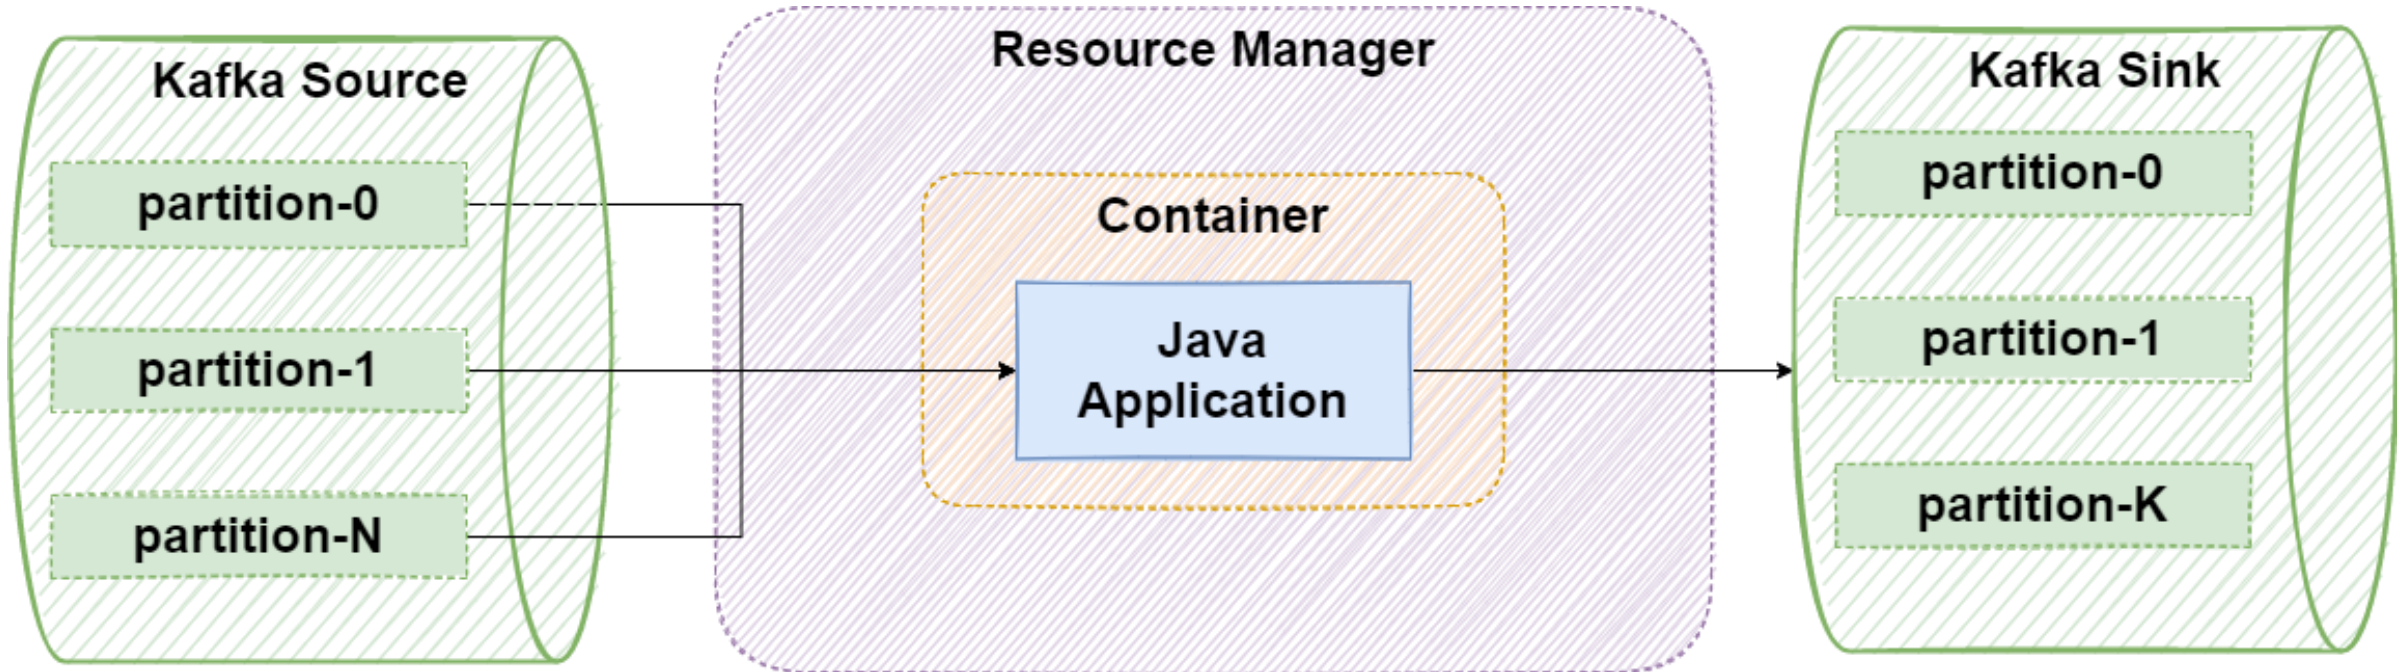 Kafka Source
partition-0
partition-1
partition-N
Resource Manager
Container
Java
Application
Kafka Sink
partition-0
partition-1
partition-K